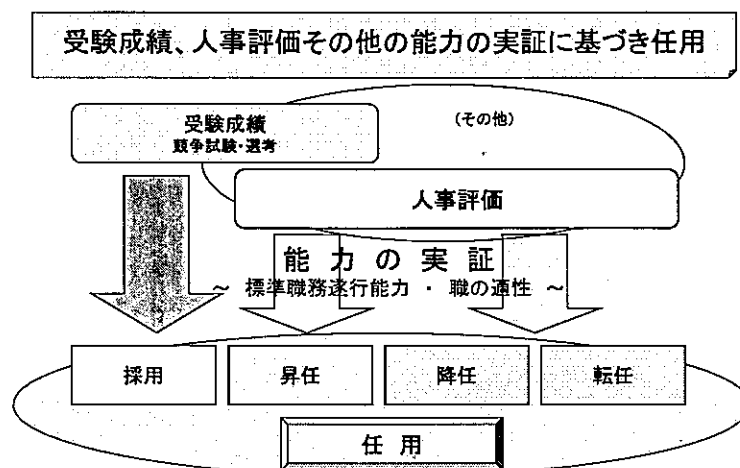 受験成績、人事評価その他の能力の実証に基づき任用
受験成績
競争試験・選考
(その他)
人事評価
能力の実証
～ 標準職務遂行能力 ・ 職の適性 ～
採用
昇任
降任
転任
任用